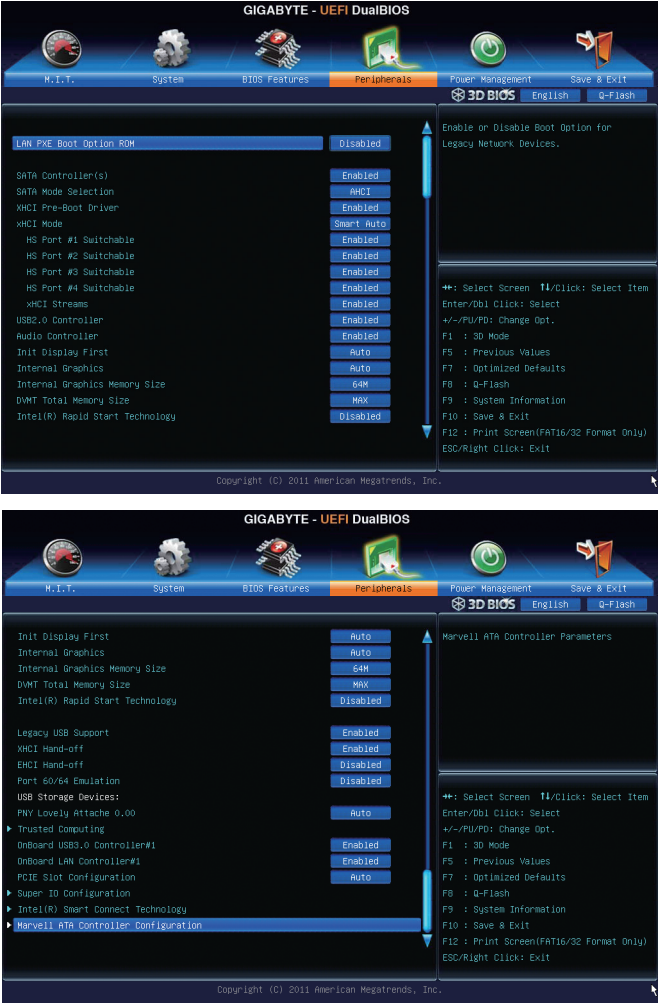 GIGABYTE - UEFI DualBIOS
M.I.T. System BIOS Features Peripherals Power Management Save & Exit
3D BIOS English Q-Flash
LAN PXE Boot Option ROM Disabled
SATA Controller(s) Enabled
SATA Mode Selection AHCI
XHCI Pre-Boot Driver Enabled
xHCI Mode Smart Auto
HS Port #1 Switchable Enabled
HS Port #2 Switchable Enabled
HS Port #3 Switchable Enabled
HS Port #4 Switchable Enabled
xHCI Streams Enabled
USB2.0 Controller Enabled
Audio Controller Enabled
Init Display First Auto
Internal Graphics Auto
Internal Graphics Memory Size 64M
DVMT Total Memory Size MAX
Intel(R) Rapid Start Technology Disabled
Enable or Disable Boot Option for
Legacy Network Devices.
→←: Select Screen ↑↓/Click: Select Item
Enter/Dbl Click: Select
+/-/PU/PD: Change Opt.
F1 : 3D Mode
F5 : Previous Values
F7 : Optimized Defaults
F8 : Q-Flash
F9 : System Information
F10 : Save & Exit
F12 : Print Screen(FAT16/32 Format Only)
ESC/Right Click: Exit
Copyright (C) 2011 American Megatrends, Inc.
GIGABYTE - UEFI DualBIOS
M.I.T. System BIOS Features Peripherals Power Management Save & Exit
3D BIOS English Q-Flash
Init Display First Auto
Internal Graphics Auto
Internal Graphics Memory Size 64M
DVMT Total Memory Size MAX
Intel(R) Rapid Start Technology Disabled
Legacy USB Support Enabled
XHCI Hand-off Enabled
EHCI Hand-off Disabled
Port 60/64 Emulation Disabled
USB Storage Devices:
PNY Lovely Attache 0.00 Auto
Trusted Computing
OnBoard USB3.0 Controller#1 Enabled
OnBoard LAN Controller#1 Enabled
PCIE Slot Configuration Auto
Super IO Configuration
Intel(R) Smart Connect Technology
Marvell ATA Controller Configuration
Marvell ATA Controller Parameters
→←: Select Screen ↑↓/Click: Select Item
Enter/Dbl Click: Select
+/-/PU/PD: Change Opt.
F1 : 3D Mode
F5 : Previous Values
F7 : Optimized Defaults
F8 : Q-Flash
F9 : System Information
F10 : Save & Exit
F12 : Print Screen(FAT16/32 Format Only)
ESC/Right Click: Exit
Copyright (C) 2011 American Megatrends, Inc.